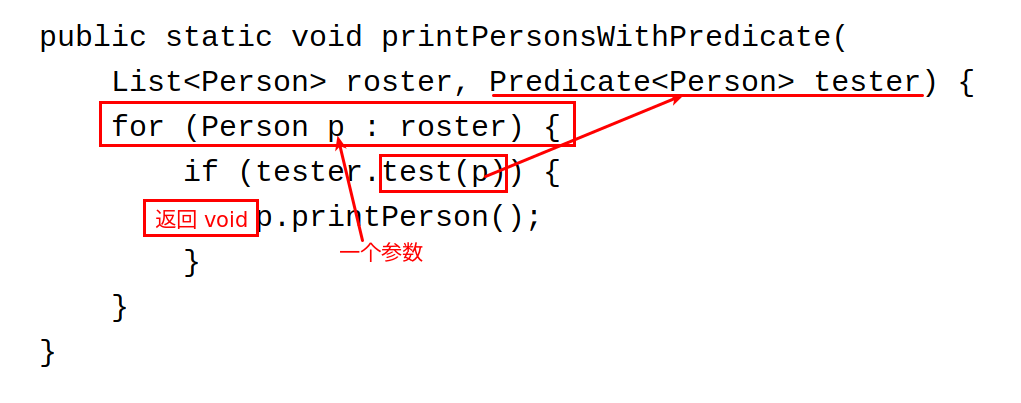 public static void printPersonsWithPredicate(
List<Person> roster, Predicate<Person> tester) {
for (Person p : roster) {
if (tester.test(p)) {
返回 void
p.printPerson();
一个参数
}
}
}